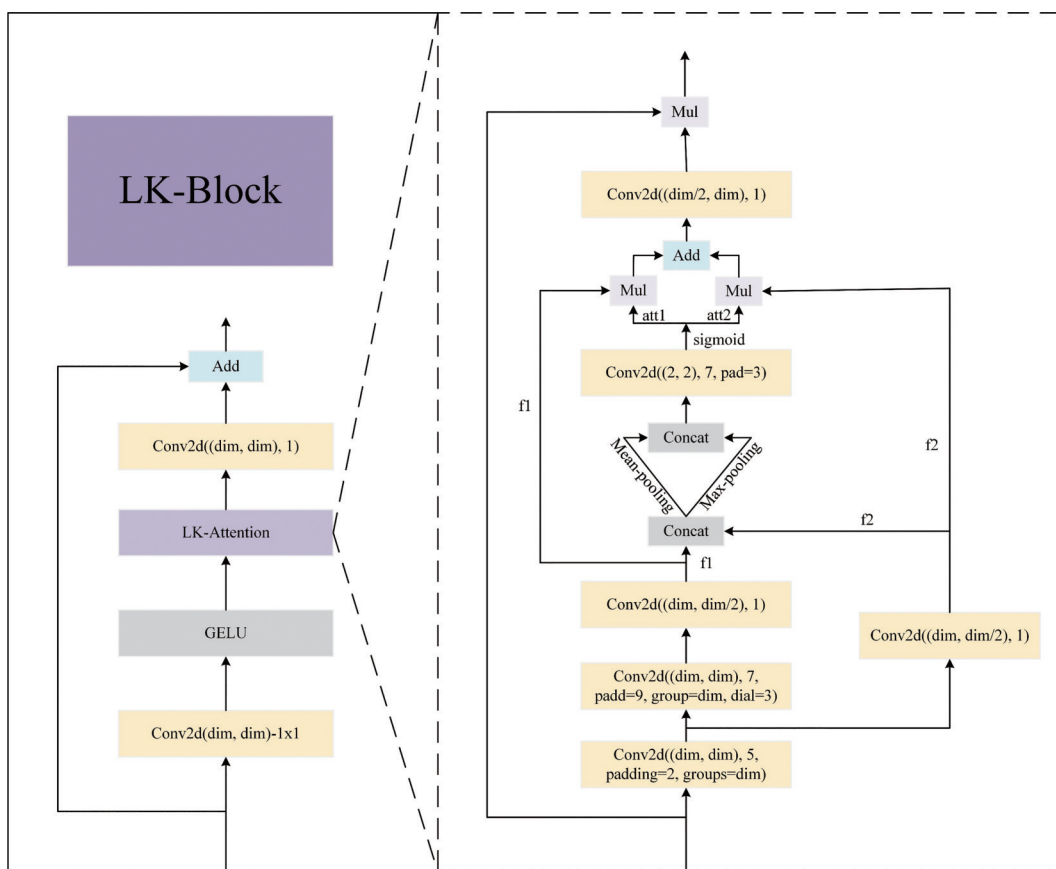 LK-Block
Add
Conv2d((dim, dim), 1)
LK-Attention
GELU
Conv2d(dim, dim)-1x1
Mul
Conv2d((dim/2, dim), 1)
Add
Mul
Mul
att1
att2
sigmoid
Conv2d((2, 2), 7, pad=3)
f1
Concat
Mean-pooling
Max-pooling
f2
Concat
f2
f1
Conv2d((dim, dim/2), 1)
Conv2d((dim, dim/2), 1)
Conv2d((dim, dim), 7,
padd=9, group=dim, dial=3)
Conv2d((dim, dim), 5,
padding=2, groups=dim)